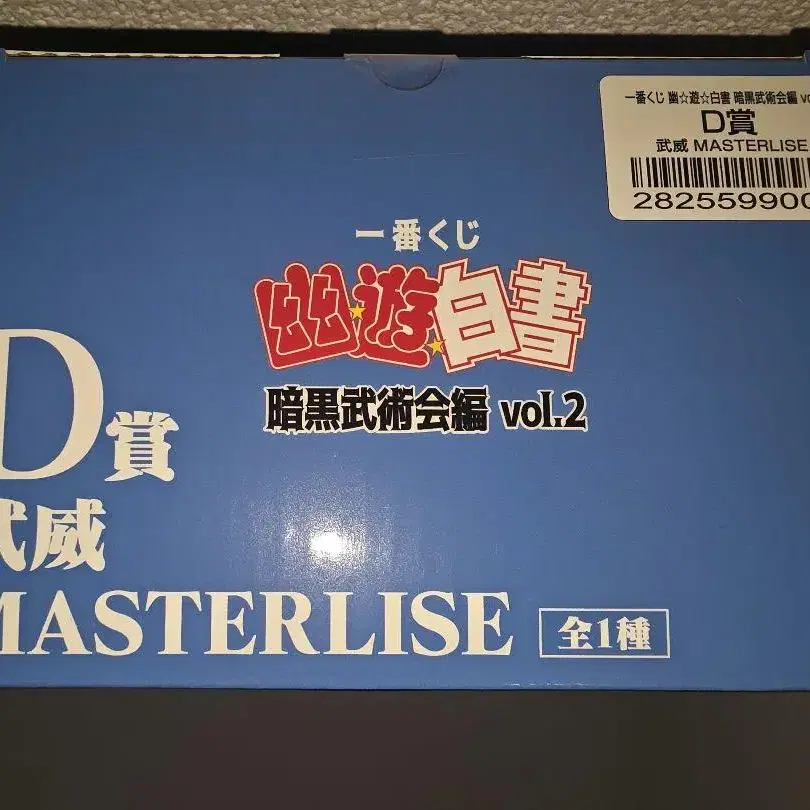 一番くじ 幽☆遊☆白書 暗黒武術会編 vo
D賞
武威 MASTERLISE
282559900
一番くじ
幽☆遊☆白書
暗黒武術会編 vol.2
D賞
武威
MASTERLISE 全1種